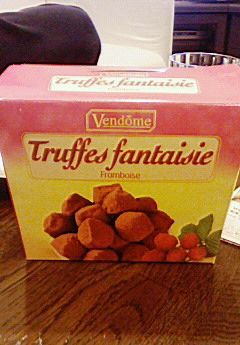 Truffes fantaisie
Vendôme
Truffes fantaisie
Framboise